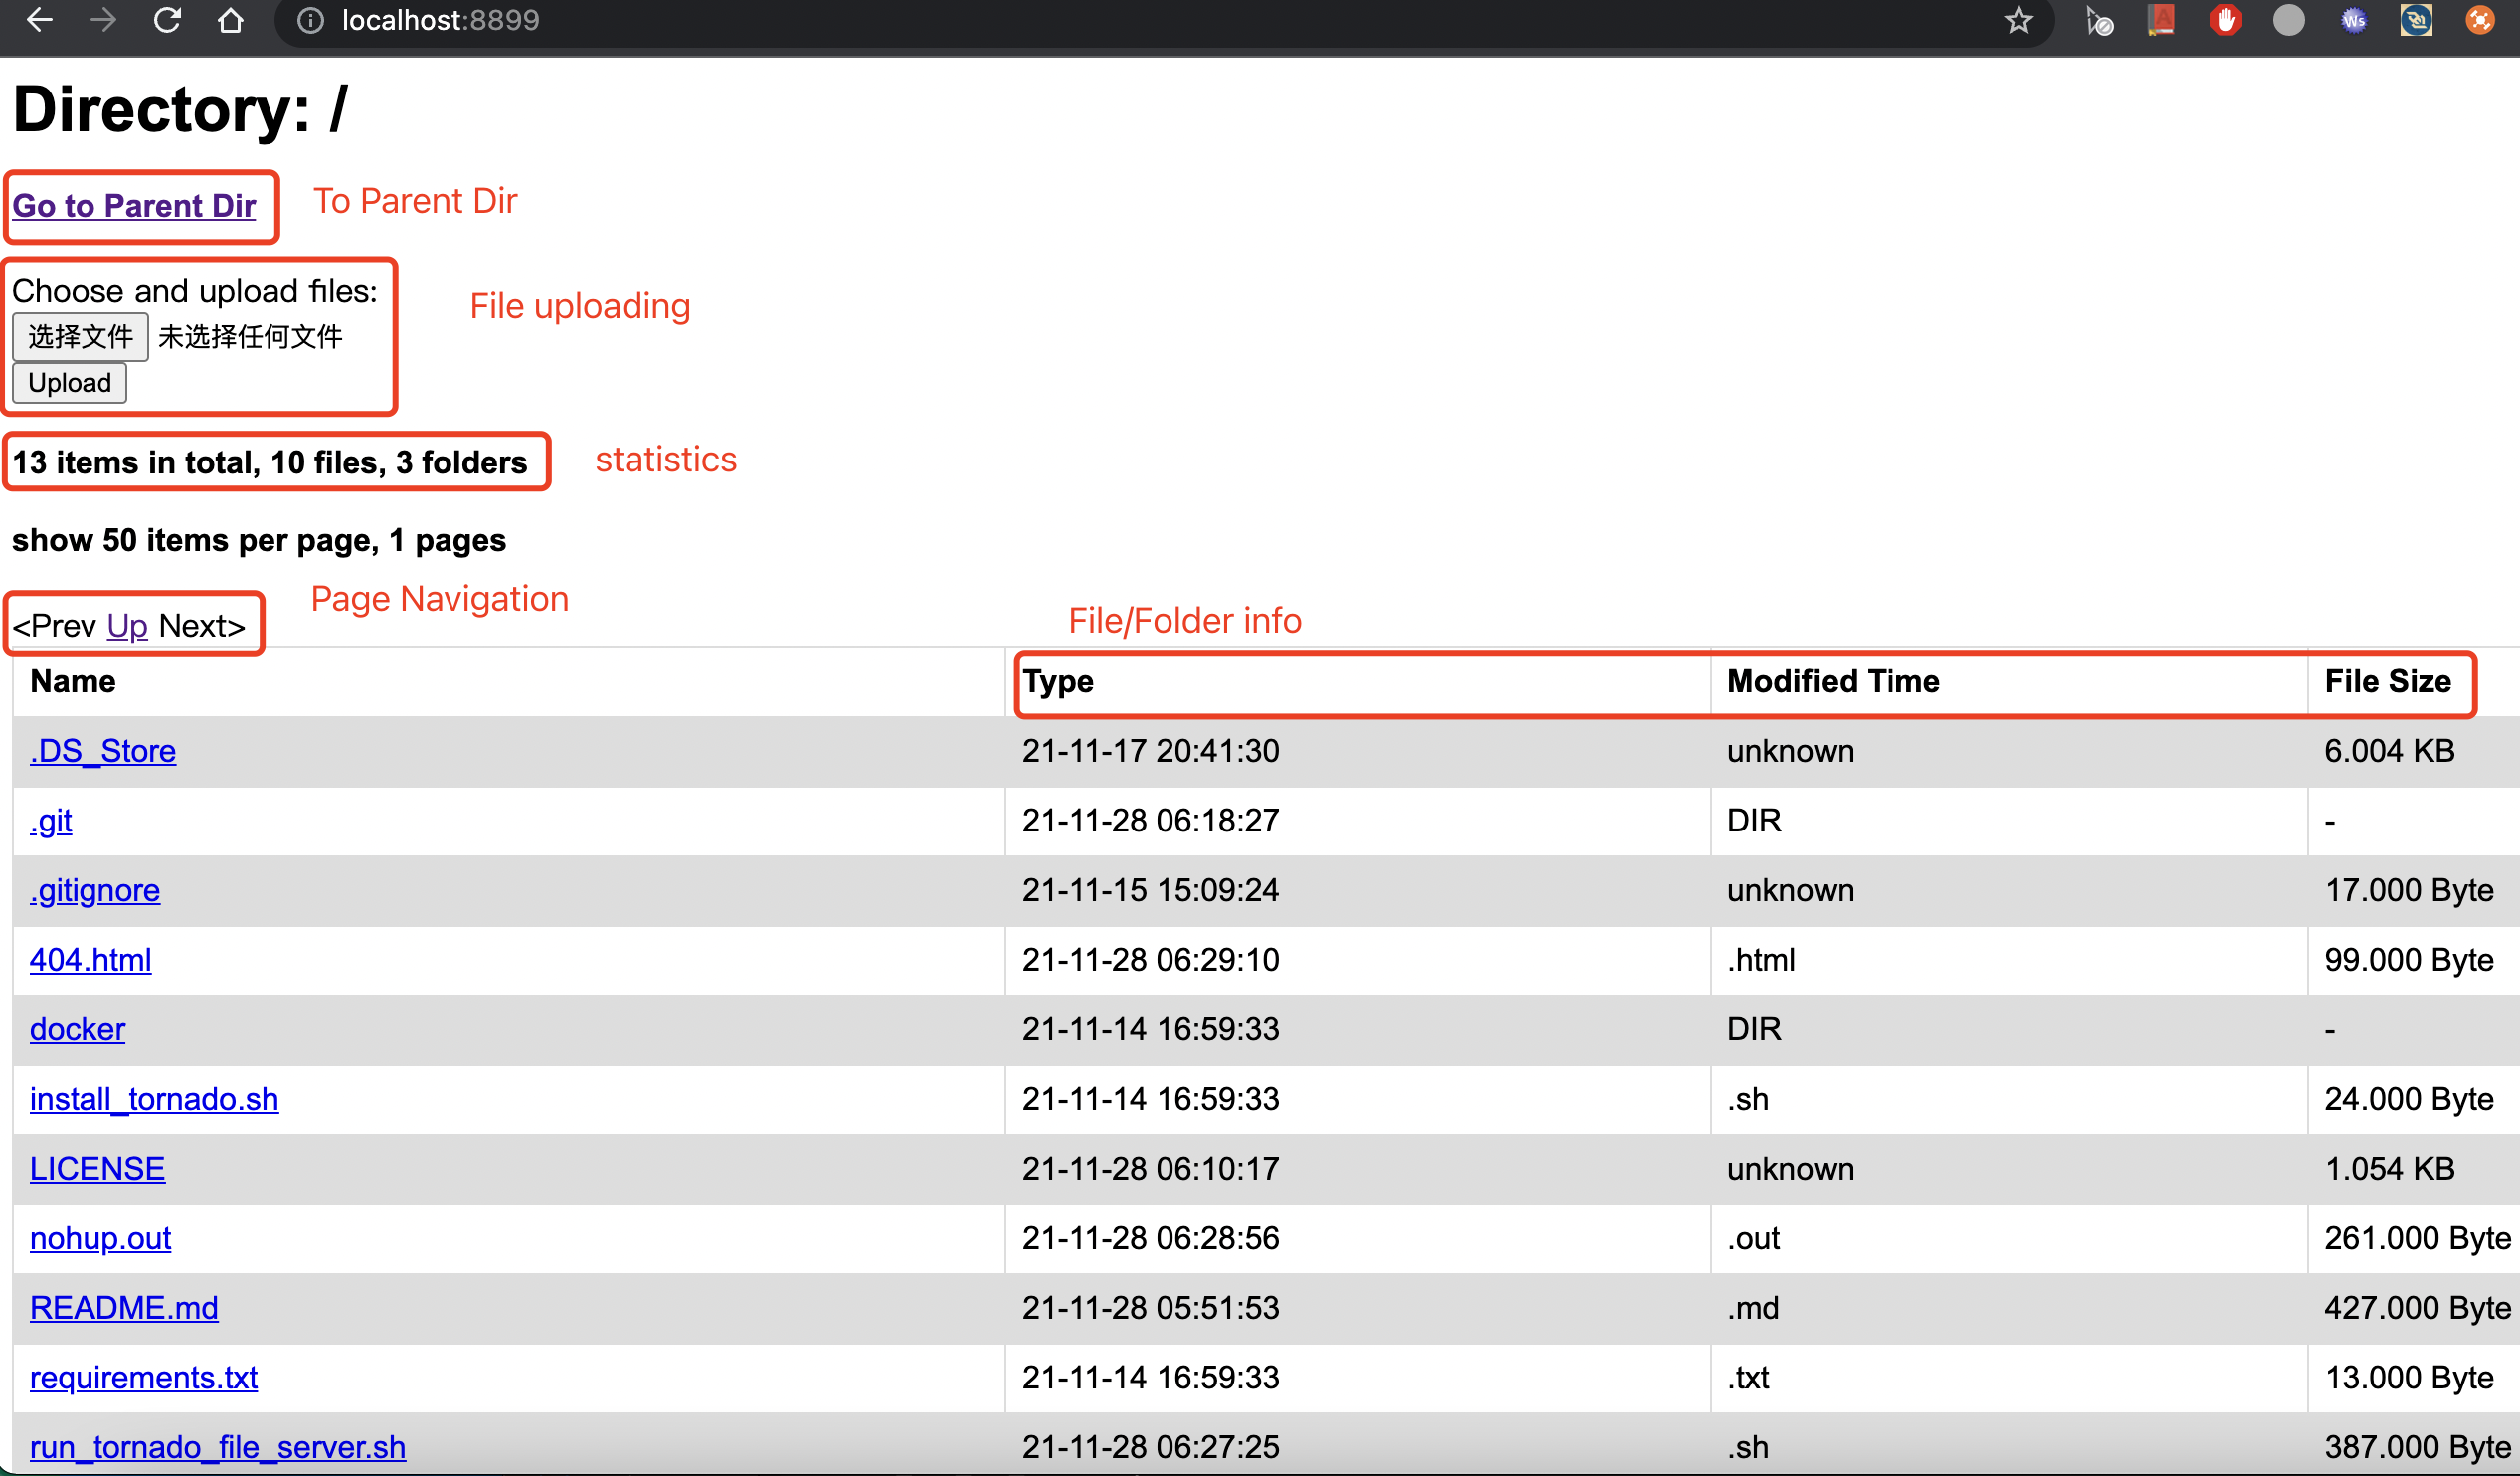 localhost:8899
Directory: /
Go to Parent Dir To Parent Dir
Choose and upload files:
File uploading
选择文件 未选择任何文件
Upload
13 items in total, 10 files, 3 folders statistics
show 50 items per page, 1 pages
Page Navigation
<Prev Up Next>
File/Folder info
Name Type Modified Time File Size
.DS_Store 21-11-17 20:41:30 unknown 6.004 KB
.git 21-11-28 06:18:27 DIR -
.gitignore 21-11-15 15:09:24 unknown 17.000 Byte
404.html 21-11-28 06:29:10 .html 99.000 Byte
docker 21-11-14 16:59:33 DIR -
install_tornado.sh 21-11-14 16:59:33 .sh 24.000 Byte
LICENSE 21-11-28 06:10:17 unknown 1.054 KB
nohup.out 21-11-28 06:28:56 .out 261.000 Byte
README.md 21-11-28 05:51:53 .md 427.000 Byte
requirements.txt 21-11-14 16:59:33 .txt 13.000 Byte
run_tornado_file_server.sh 21-11-28 06:27:25 .sh 387.000 Byte